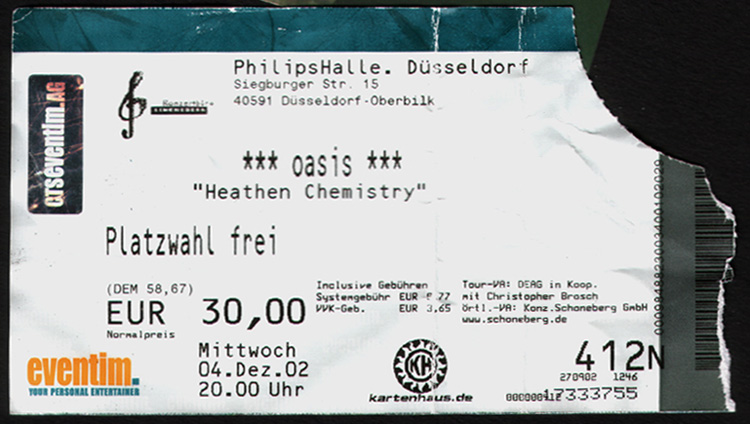 PhilipsHalle. Düsseldorf
Siegburger Str. 15
40591 Düsseldorf-Oberbilk
ctseventim.AG
*** oasis ***
"Heathen Chemistry"
Platzwahl frei
(DEM 58,67)
EUR 30,00
Normalpreis
Inclusive Gebühren
Systemgebühr EUR
VVK-Geb. EUR 3,65
Tour-VA: DEAG in Koop.
mit Christopher Brosch
örtl.-VA: Konz.Schoneberg GmbH
www.schoneberg.de
eventim.
YOUR PERSONAL ENTERTAINER
Mittwoch
04.Dez.02
20.00 Uhr
KH
kartenhaus.de
412N
270902 1246
17333755